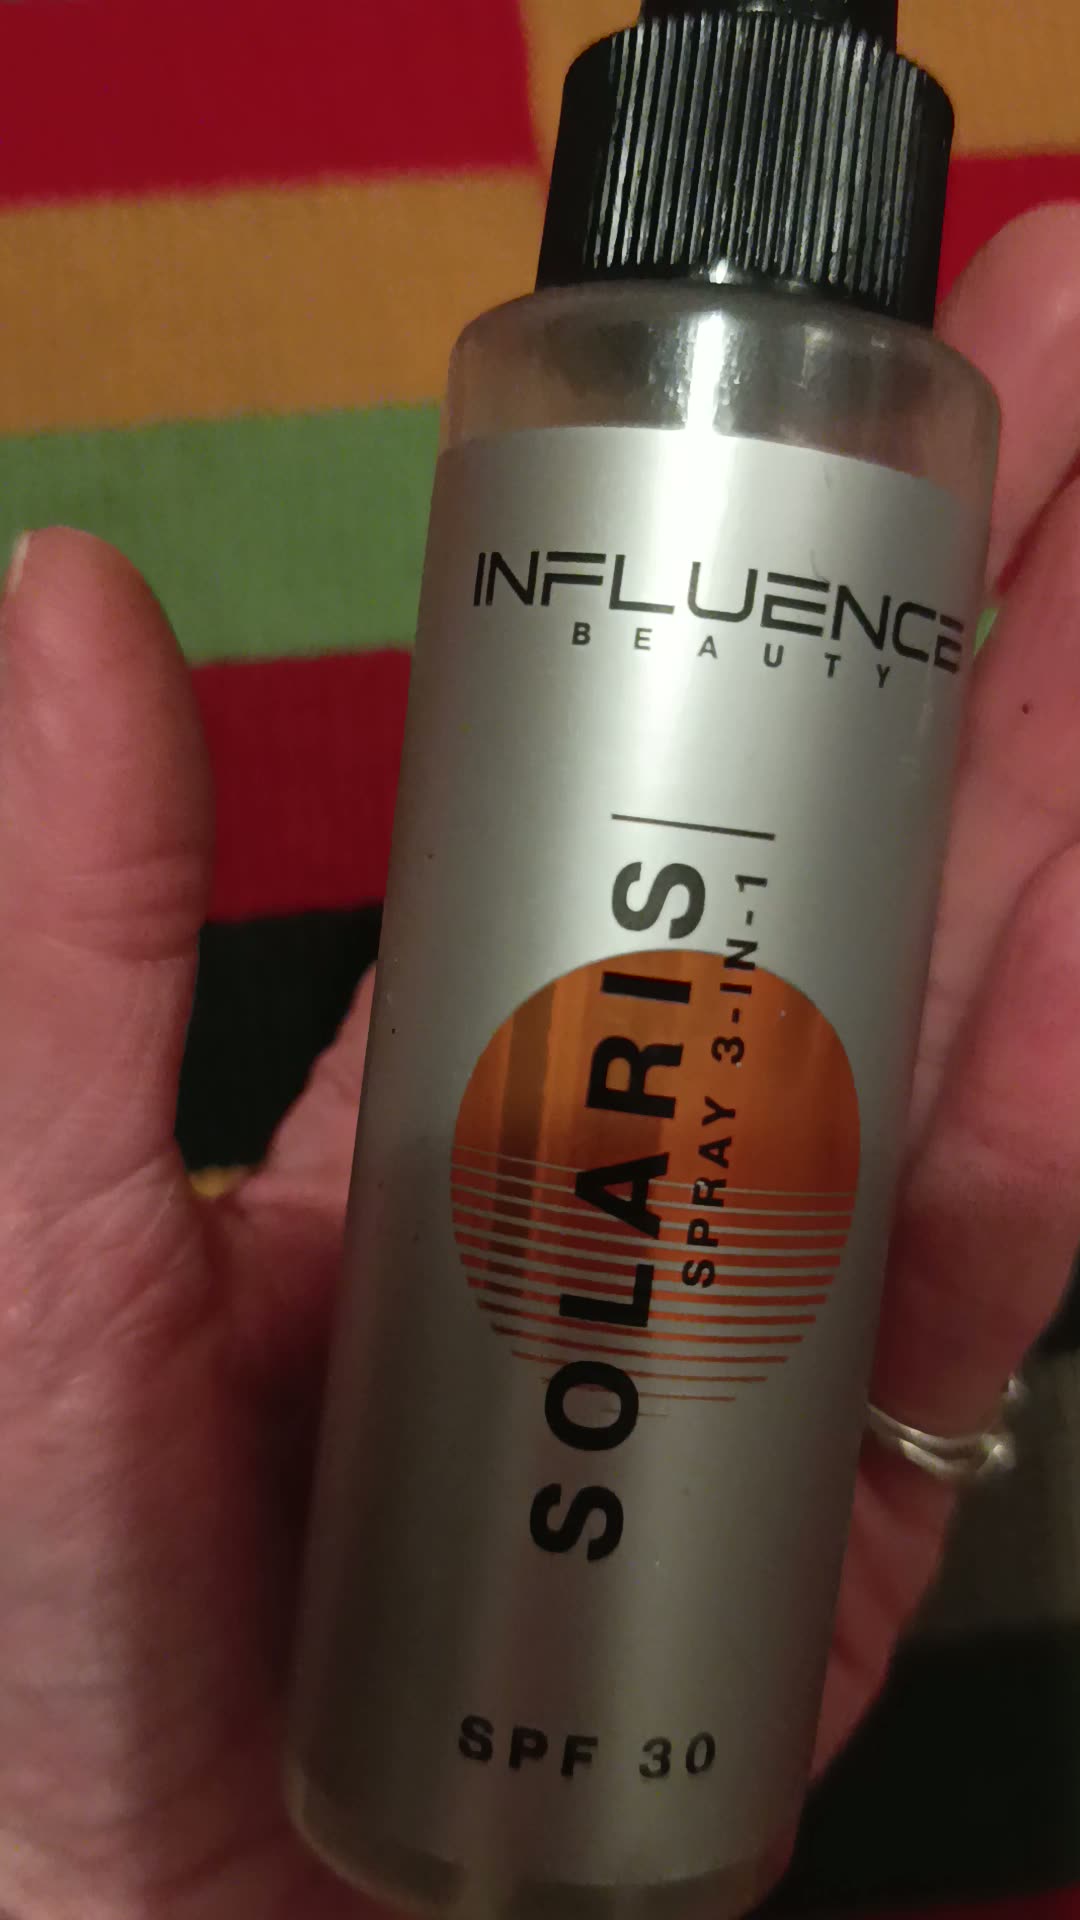 INFLUENCE
BEAUTY
SOLARIS
SPRAY 3-IN-1
SPF 30